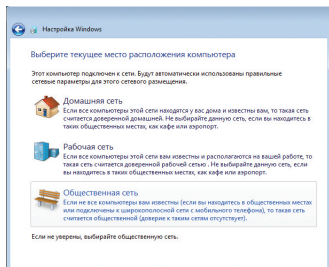 Настройка Windows
Выберите текущее место расположения компьютера
Этот компьютер подключен к сети. Будут автоматически использованы правильные
сетевые параметры для этого сетевого размещения.
Домашняя сеть
Если все компьютеры этой сети находятся у вас дома и известны вам, то такая сеть
считается доверенной домашней. Не выбирайте данную сеть, если вы находитесь в
таких общественных местах, как кафе или аэропорт.
Рабочая сеть
Если все компьютеры этой сети вам известны и располагаются на вашей работе, то
такая сеть считается доверенной рабочей сетью . Не выбирайте данную сеть, если
вы находитесь в таких общественных местах, как кафе или аэропорт.
Общественная сеть
Если не все компьютеры вам известны (если вы находитесь в общественных местах
или подключены к широкополосной сети с мобильного телефона), то такая сеть
считается общественной (доверие к таким сетям отсутствует).
Если не уверены, выбирайте общественную сеть.